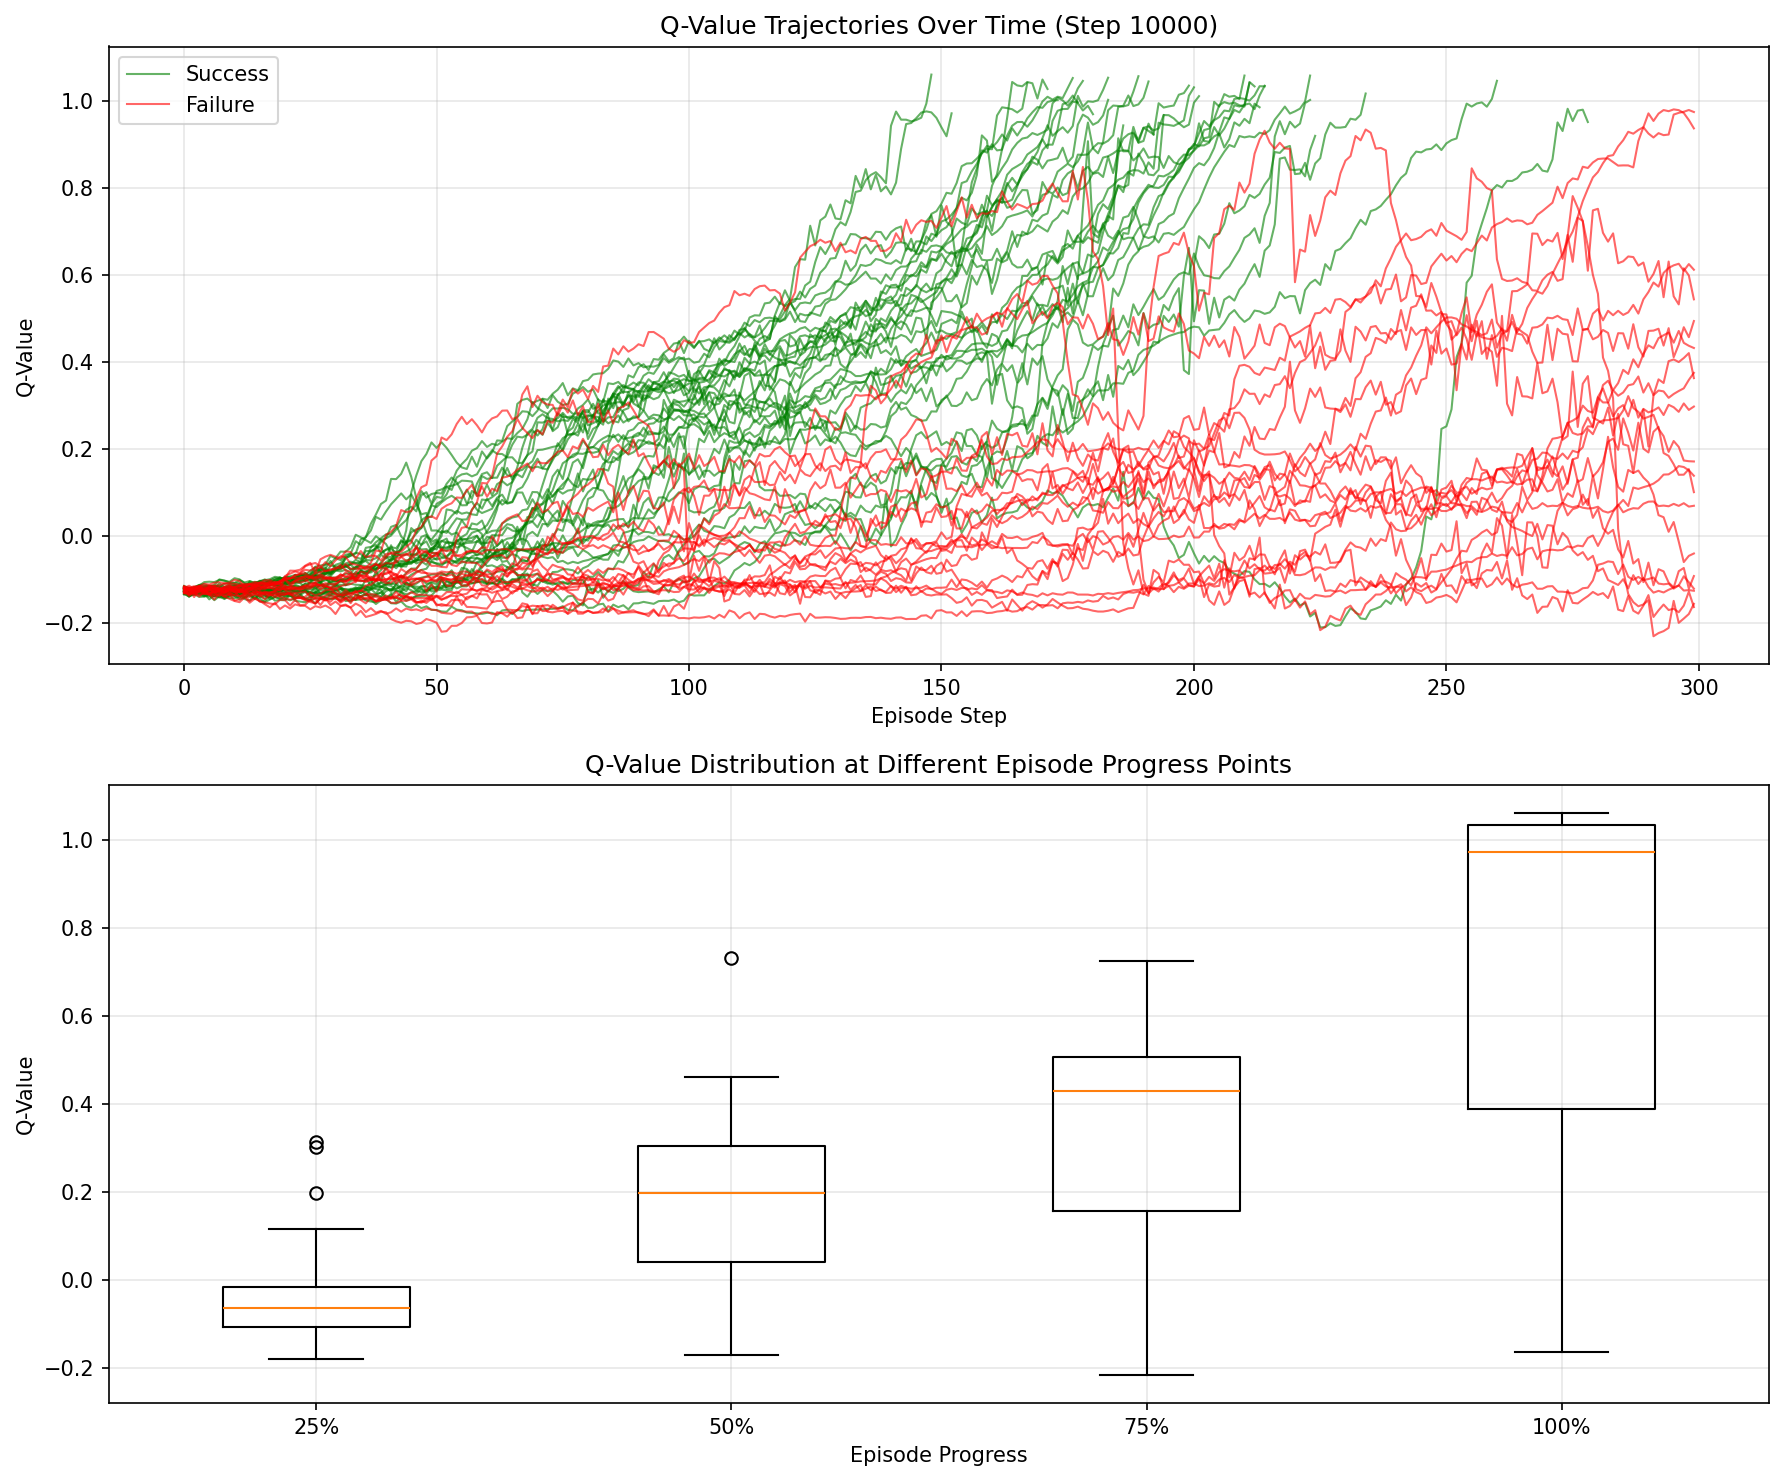 Q-Value Trajectories Over Time (Step 10000)
Success
Failure
1.0
0.8
0.6
0.4
0.2
0.0
−0.2
Q-Value
0 50 100 150 200 250 300
Episode Step
Q-Value Distribution at Different Episode Progress Points
1.0
0.8
0.6
0.4
0.2
0.0
−0.2
Q-Value
25% 50% 75% 100%
Episode Progress